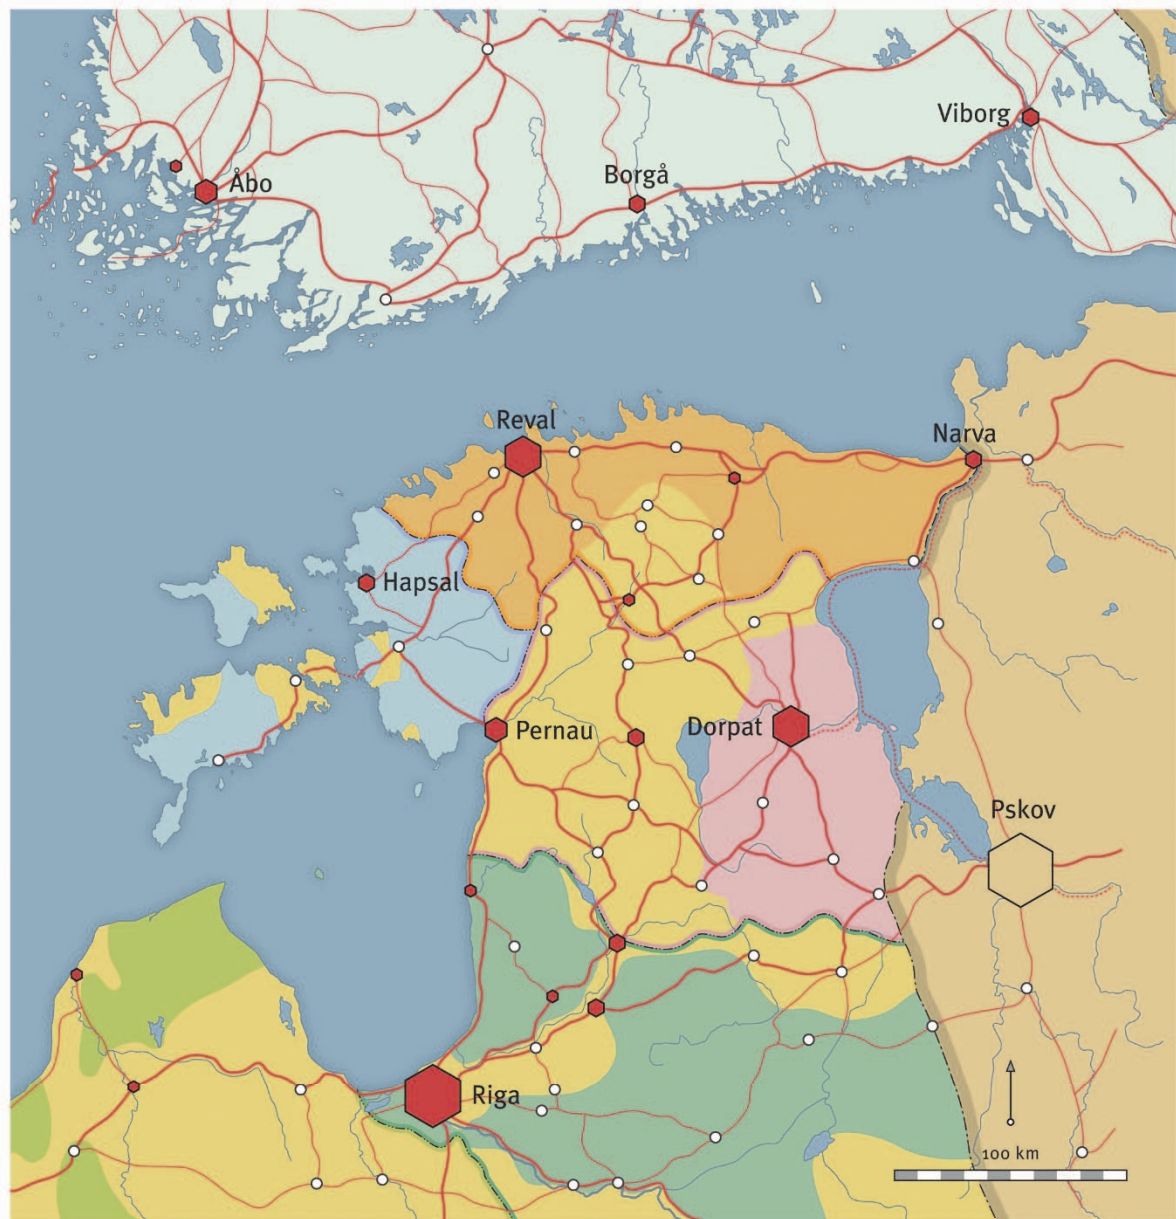 Viborg
Åbo
Borgå
Reval
Narva
Hapsal
Pernau
Dorpat
Pskov
Riga
100 km